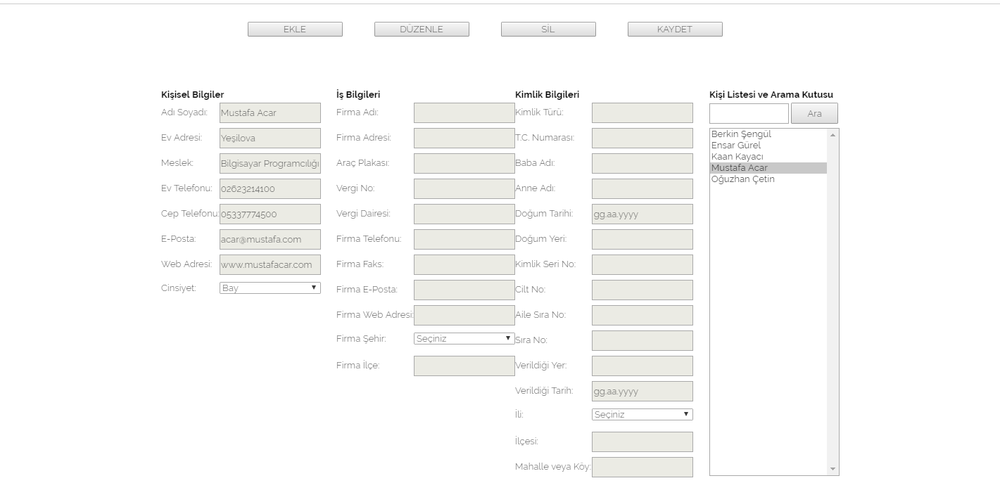 EKLE
DÜZENLE
SİL
KAYDET
Kişisel Bilgiler
Adı Soyadı: Mustafa Acar
Ev Adresi: Yeşilova
Meslek: Bilgisayar Programcılığı
Ev Telefonu: 02623214100
Cep Telefonu: 05337774500
E-Posta: acar@mustafa.com
Web Adresi: www.mustafacar.com
Cinsiyet: Bay
İş Bilgileri
Firma Adı:
Firma Adresi:
Araç Plakası:
Vergi No:
Vergi Dairesi:
Firma Telefonu:
Firma Faks:
Firma E-Posta:
Firma Web Adresi:
Firma Şehir: Seçiniz
Firma İlçe:
Kimlik Bilgileri
Kimlik Türü:
T.C. Numarası:
Baba Adı:
Anne Adı:
Doğum Tarihi: gg.aa.yyyy
Doğum Yeri:
Kimlik Seri No:
Cilt No:
Aile Sıra No:
Sıra No:
Verildiği Yer:
Verildiği Tarih: gg.aa.yyyy
İli: Seçiniz
İlçesi:
Mahalle veya Köy:
Kişi Listesi ve Arama Kutusu
Ara
Berkin Şengül
Ensar Gürel
Kaan Kayacı
Mustafa Acar
Oğuzhan Çetin